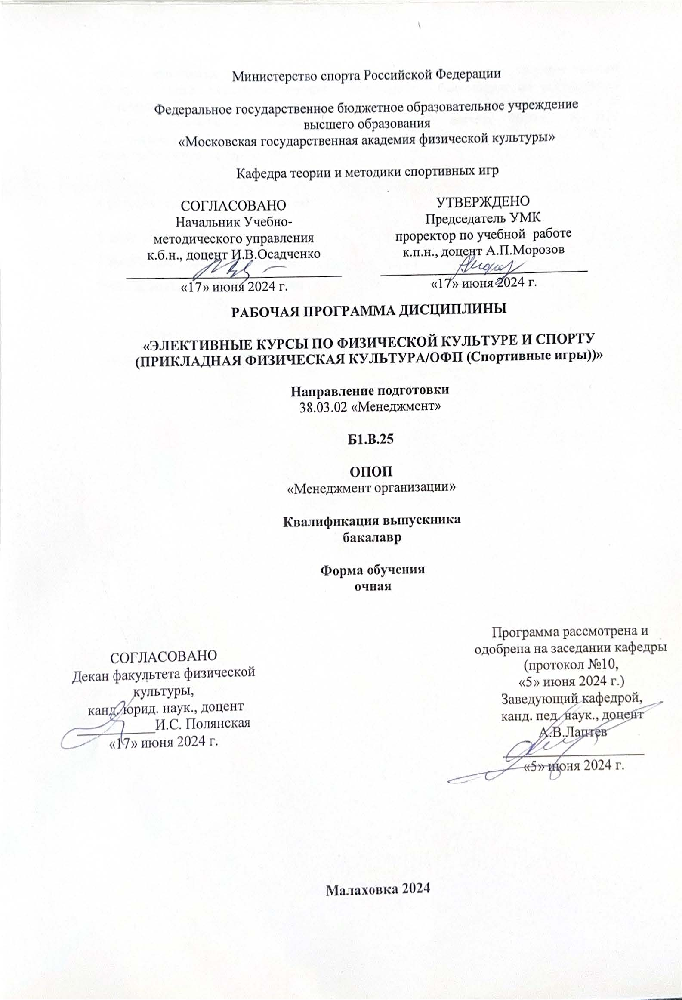 Министерство спорта Российской Федерации
Федеральное государственное бюджетное образовательное учреждение
высшего образования
«Московская государственная академия физической культуры»
Кафедра теории и методики спортивных игр
СОГЛАСОВАНО
Начальник Учебно-
методического управления
к.б.н., доцент И.В.Осадченко
«17» июня 2024 г.
УТВЕРЖДЕНО
Председатель УМК
проректор по учебной  работе
к.п.н., доцент А.П.Морозов
«17» июня 2024 г.
РАБОЧАЯ ПРОГРАММА ДИСЦИПЛИНЫ
«ЭЛЕКТИВНЫЕ КУРСЫ ПО ФИЗИЧЕСКОЙ КУЛЬТУРЕ И СПОРТУ
(ПРИКЛАДНАЯ ФИЗИЧЕСКАЯ КУЛЬТУРА/ОФП (Спортивные игры))»
Направление подготовки
38.03.02 «Менеджмент»
Б1.В.25
ОПОП
«Менеджмент организации»
Квалификация выпускника
бакалавр
Форма обучения
очная
СОГЛАСОВАНО
Декан факультета физической
культуры,
канд. юрид. наук., доцент
И.С. Полянская
«17» июня 2024 г.
Программа рассмотрена и
одобрена на заседании кафедры
(протокол №10,
«5» июня 2024 г.)
Заведующий кафедрой,
канд. пед. наук., доцент
А.В.Лаптев
«5» июня 2024 г.
Малаховка 2024